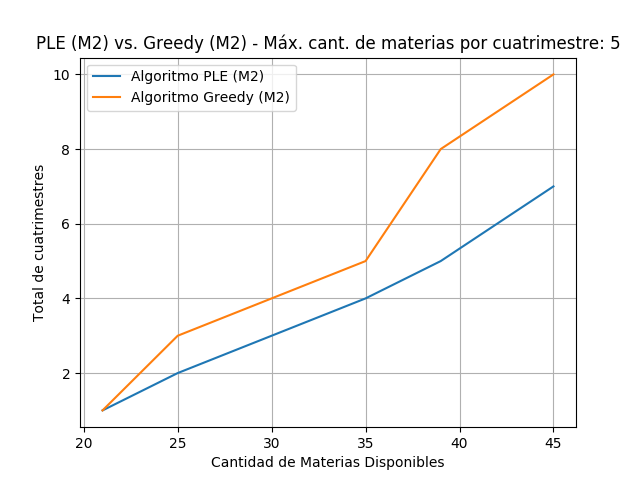 PLE (M2) vs. Greedy (M2) - Máx. cant. de materias por cuatrimestre: 5
Algoritmo PLE (M2)
Algoritmo Greedy (M2)
Total de cuatrimestres
10
8
6
4
2
20 25 30 35 40 45
Cantidad de Materias Disponibles